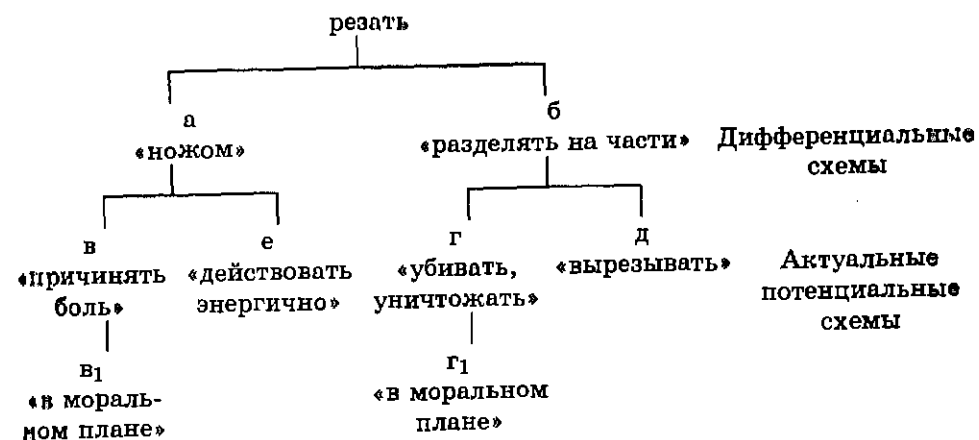 резать
а
«ножом»
б
«разделять на части»
Дифференциальные
схемы
в
«причинять
боль»
е
«действовать
энергично»
г
«убивать,
уничтожать»
д
«вырезывать»
Актуальные
потенциальные
схемы
в1
«в мораль-
ном плане»
г1
«в моральном
плане»